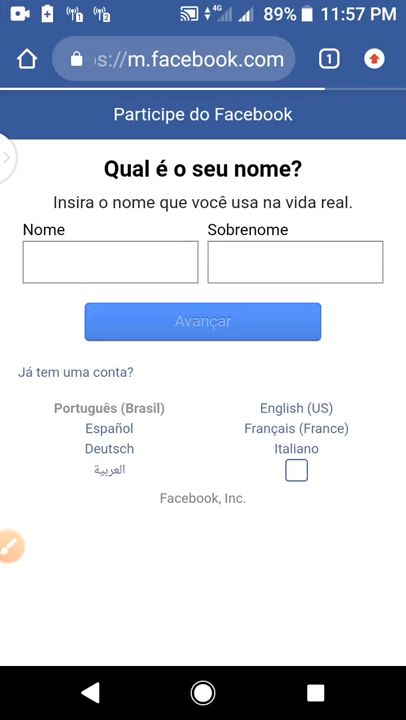 4G 89% 11:57 PM
s://m.facebook.com 1
Participe do Facebook
Qual é o seu nome?
Insira o nome que você usa na vida real.
Nome Sobrenome
Avançar
Já tem uma conta?
Português (Brasil) English (US)
Español Français (France)
Deutsch Italiano
العربية
Facebook, Inc.